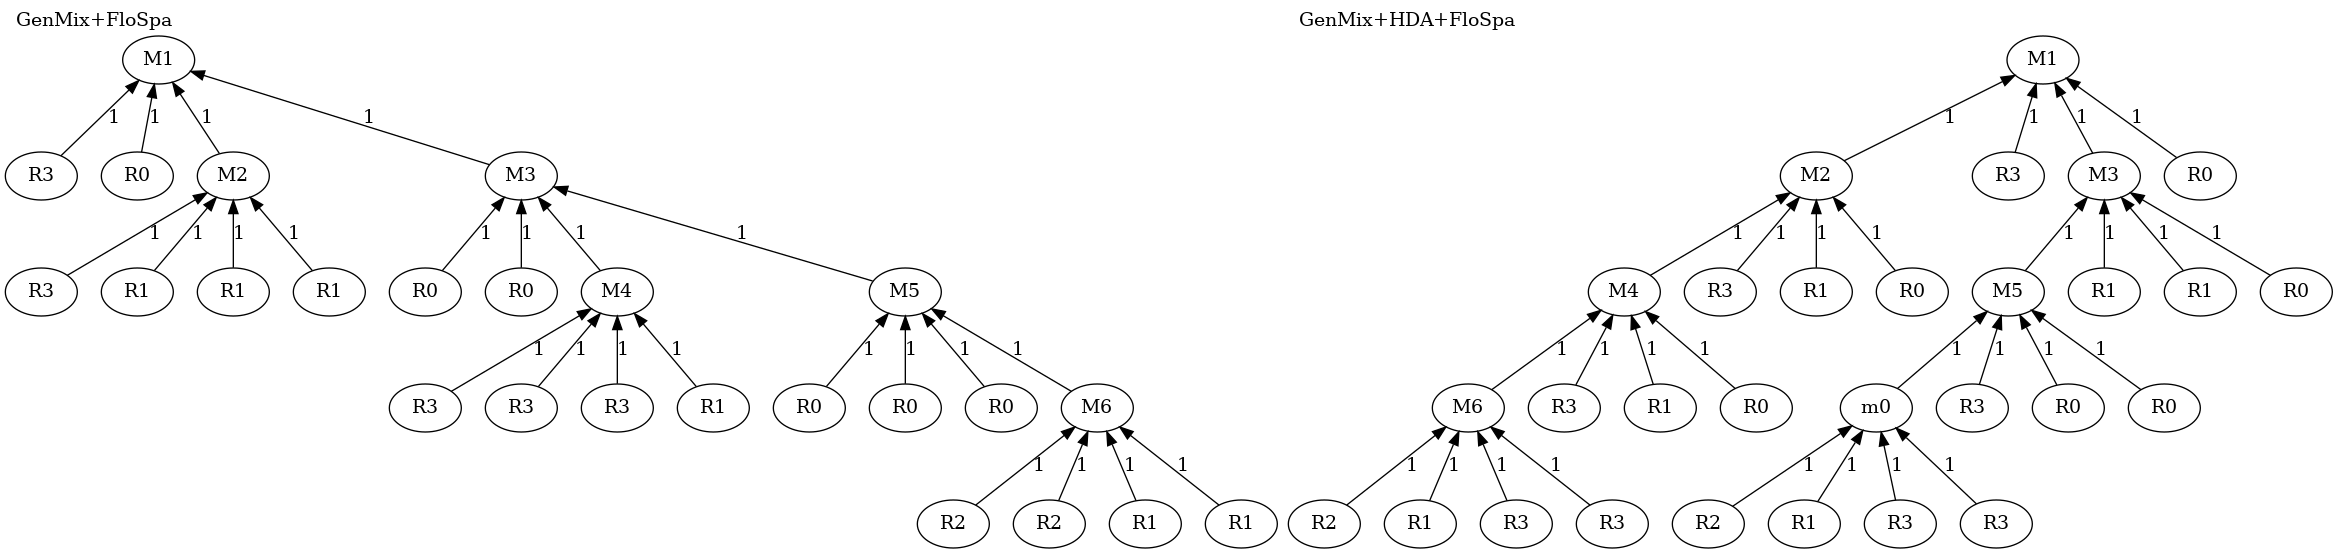 GenMix+FloSpa GenMix+HDA+FloSpa
M1 M1
1 1 1 1 1 1 1 1
R3 R0 M2 M3 M2 R3 M3 R0
1 1 1 1 1 1 1 1 1 1 1 1 1 1 1 1
R3 R1 R1 R1 R0 R0 M4 M5 M4 R3 R1 R0 M5 R1 R1 R0
1 1 1 1 1 1 1 1 1 1 1 1 1 1 1 1
R3 R3 R3 R1 R0 R0 R0 M6 M6 R3 R1 R0 m0 R3 R0 R0
1 1 1 1 1 1 1 1 1 1 1 1
R2 R2 R1 R1 R2 R1 R3 R3 R2 R1 R3 R3